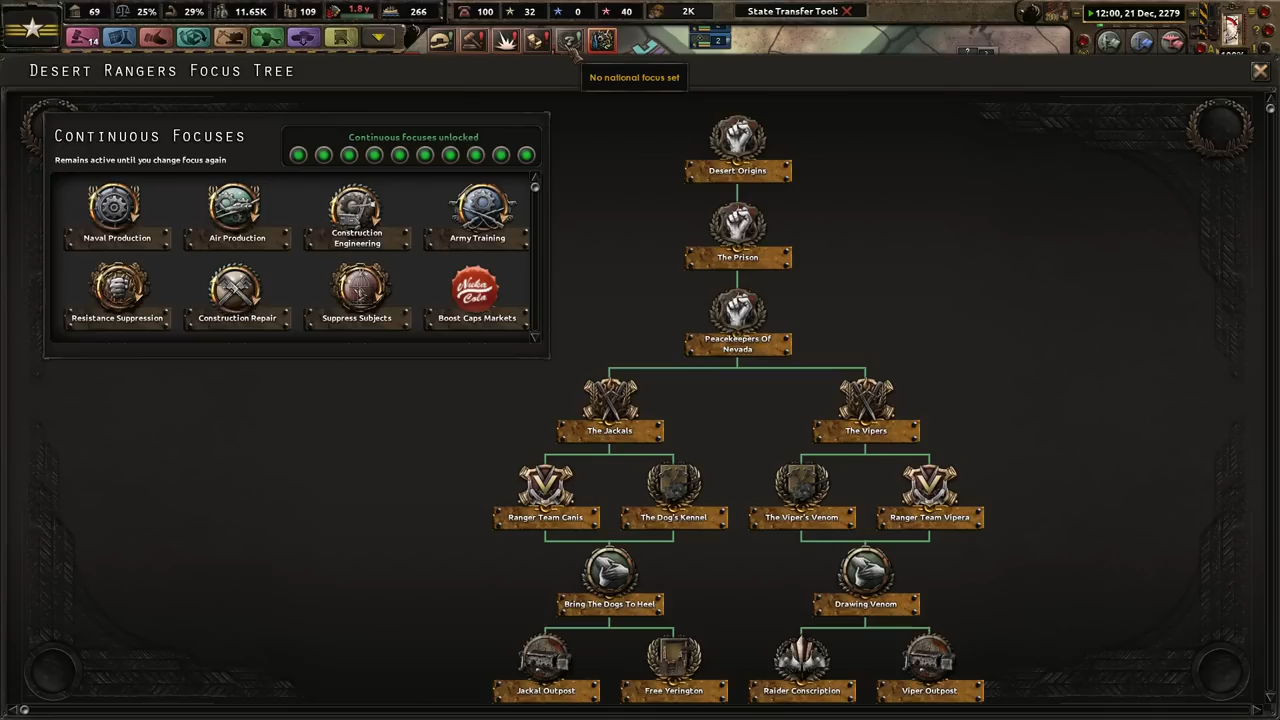 69
25%
29%
11.65K
109
1.8 y
266
100
32
0
40
2K
State Transfer Tool:
12:00, 21 Dec, 2279
14
2
Desert Rangers Focus Tree
No national focus set
Continuous Focuses
Continuous focuses unlocked
Remains active until you change focus again
Naval Production
Air Production
Construction
Engineering
Army Training
Resistance Suppression
Construction Repair
Suppress Subjects
Nuka
Cola
Boost Caps Markets
Desert Origins
The Prison
Peacekeepers Of
Nevada
The Jackals
The Vipers
Ranger Team Canis
The Dog's Kennel
The Viper's Venom
Ranger Team Vipera
Bring The Dogs To Heel
Drawing Venom
Jackal Outpost
Free Yerington
Raider Conscription
Viper Outpost